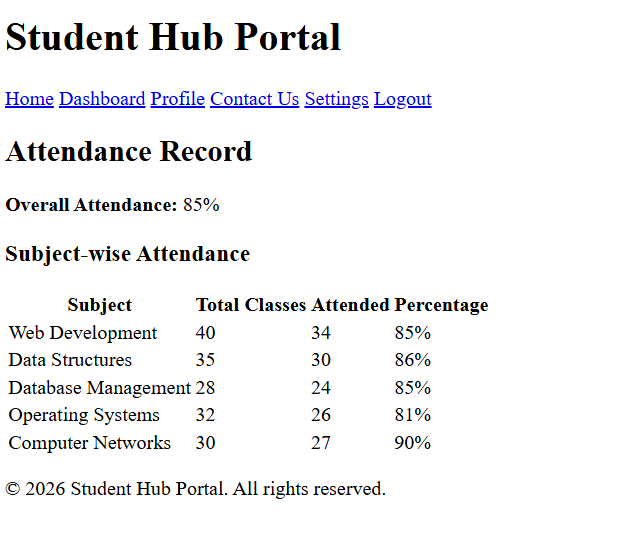 Student Hub Portal
Home Dashboard Profile Contact Us Settings Logout
Attendance Record
Overall Attendance: 85%
Subject-wise Attendance
Subject Total Classes Attended Percentage
Web Development 40 34 85%
Data Structures 35 30 86%
Database Management 28 24 85%
Operating Systems 32 26 81%
Computer Networks 30 27 90%
© 2026 Student Hub Portal. All rights reserved.